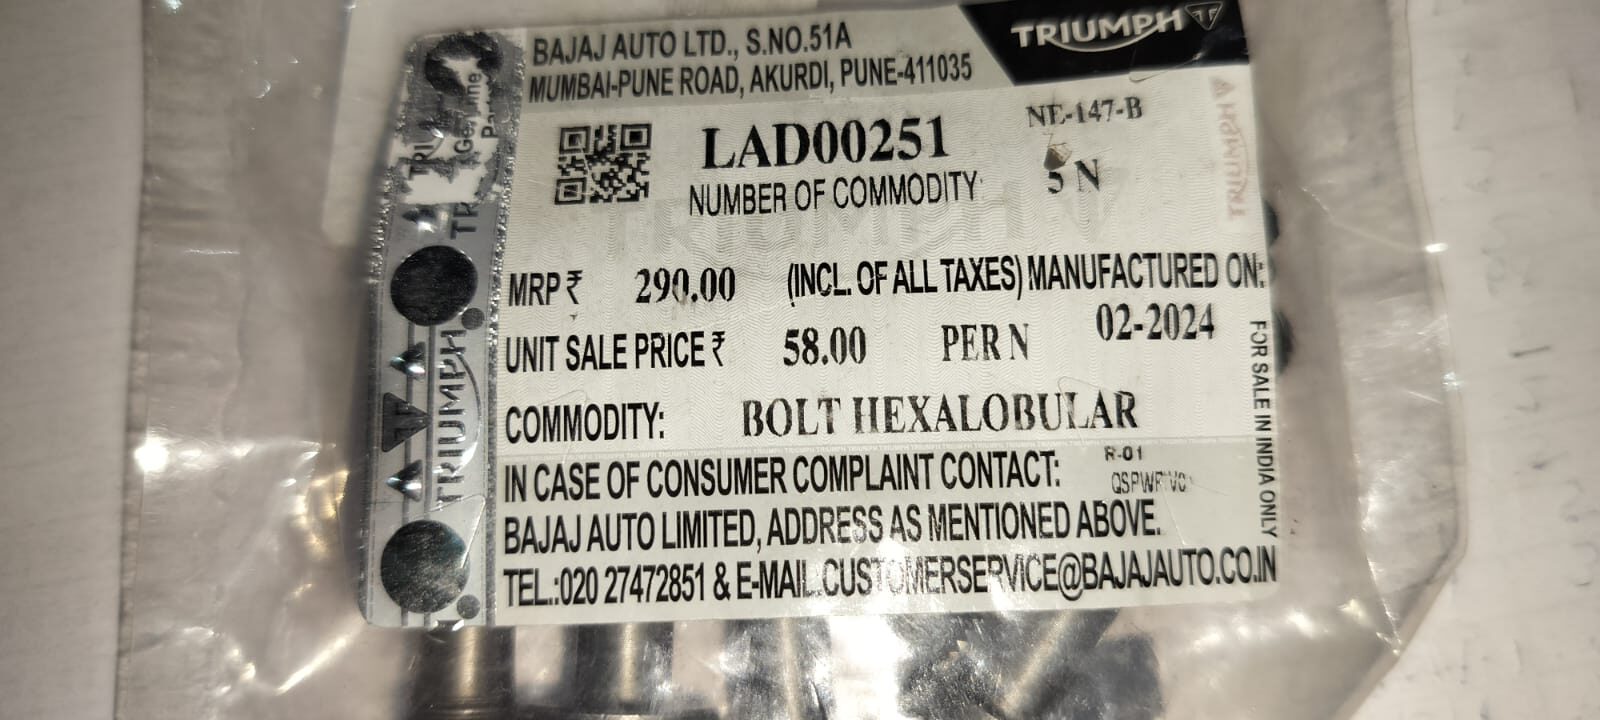 BAJAJ AUTO LTD., S.NO.51A
MUMBAI-PUNE ROAD, AKURDI, PUNE-411035
TRIUMPH
LAD00251
NE-147-B
NUMBER OF COMMODITY:
5 N
MRP ₹ 290.00 (INCL. OF ALL TAXES) MANUFACTURED ON:
02-2024
UNIT SALE PRICE ₹ 58.00 PER N
COMMODITY: BOLT HEXALOBULAR
IN CASE OF CONSUMER COMPLAINT CONTACT:
R-01
BAJAJ AUTO LIMITED, ADDRESS AS MENTIONED ABOVE.
TEL.:020 27472851 & E-MAIL:CUSTOMERSERVICE@BAJAJAUTO.CO.IN
FOR SALE IN INDIA ONLY
TRIUMPH
TRIUMPH
TRIUMPH
Genuine